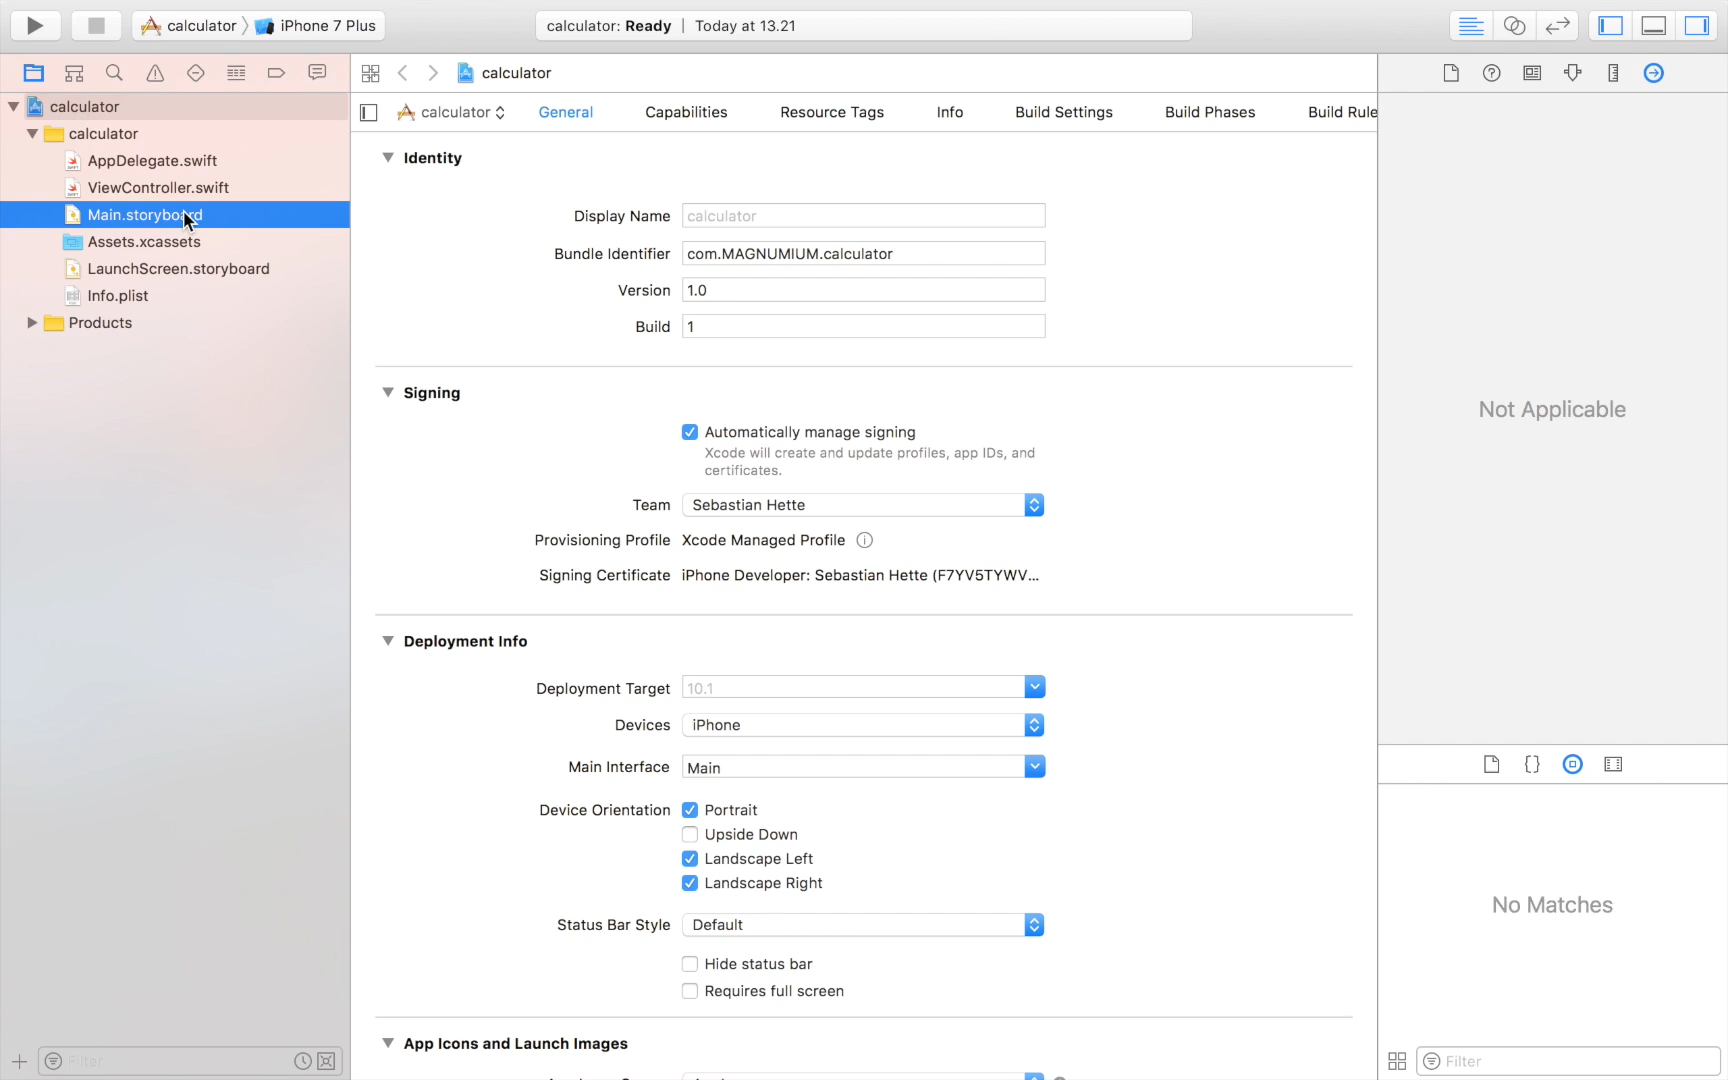 calculator
iPhone 7 Plus
calculator: Ready | Today at 13.21
calculator
calculator
AppDelegate.swift
ViewController.swift
Main.storyboard
Assets.xcassets
LaunchScreen.storyboard
Info.plist
Products
Filter
calculator
calculator
General
Capabilities
Resource Tags
Info
Build Settings
Build Phases
Build Rule
Identity
Display Name calculator
Bundle Identifier com.MAGNUMIUM.calculator
Version 1.0
Build 1
Signing
Automatically manage signing
Xcode will create and update profiles, app IDs, and
certificates.
Team Sebastian Hette
Provisioning Profile Xcode Managed Profile
Signing Certificate iPhone Developer: Sebastian Hette (F7YV5TYWV...
Deployment Info
Deployment Target 10.1
Devices iPhone
Main Interface Main
Device Orientation Portrait
Upside Down
Landscape Left
Landscape Right
Status Bar Style Default
Hide status bar
Requires full screen
App Icons and Launch Images
Not Applicable
No Matches
Filter